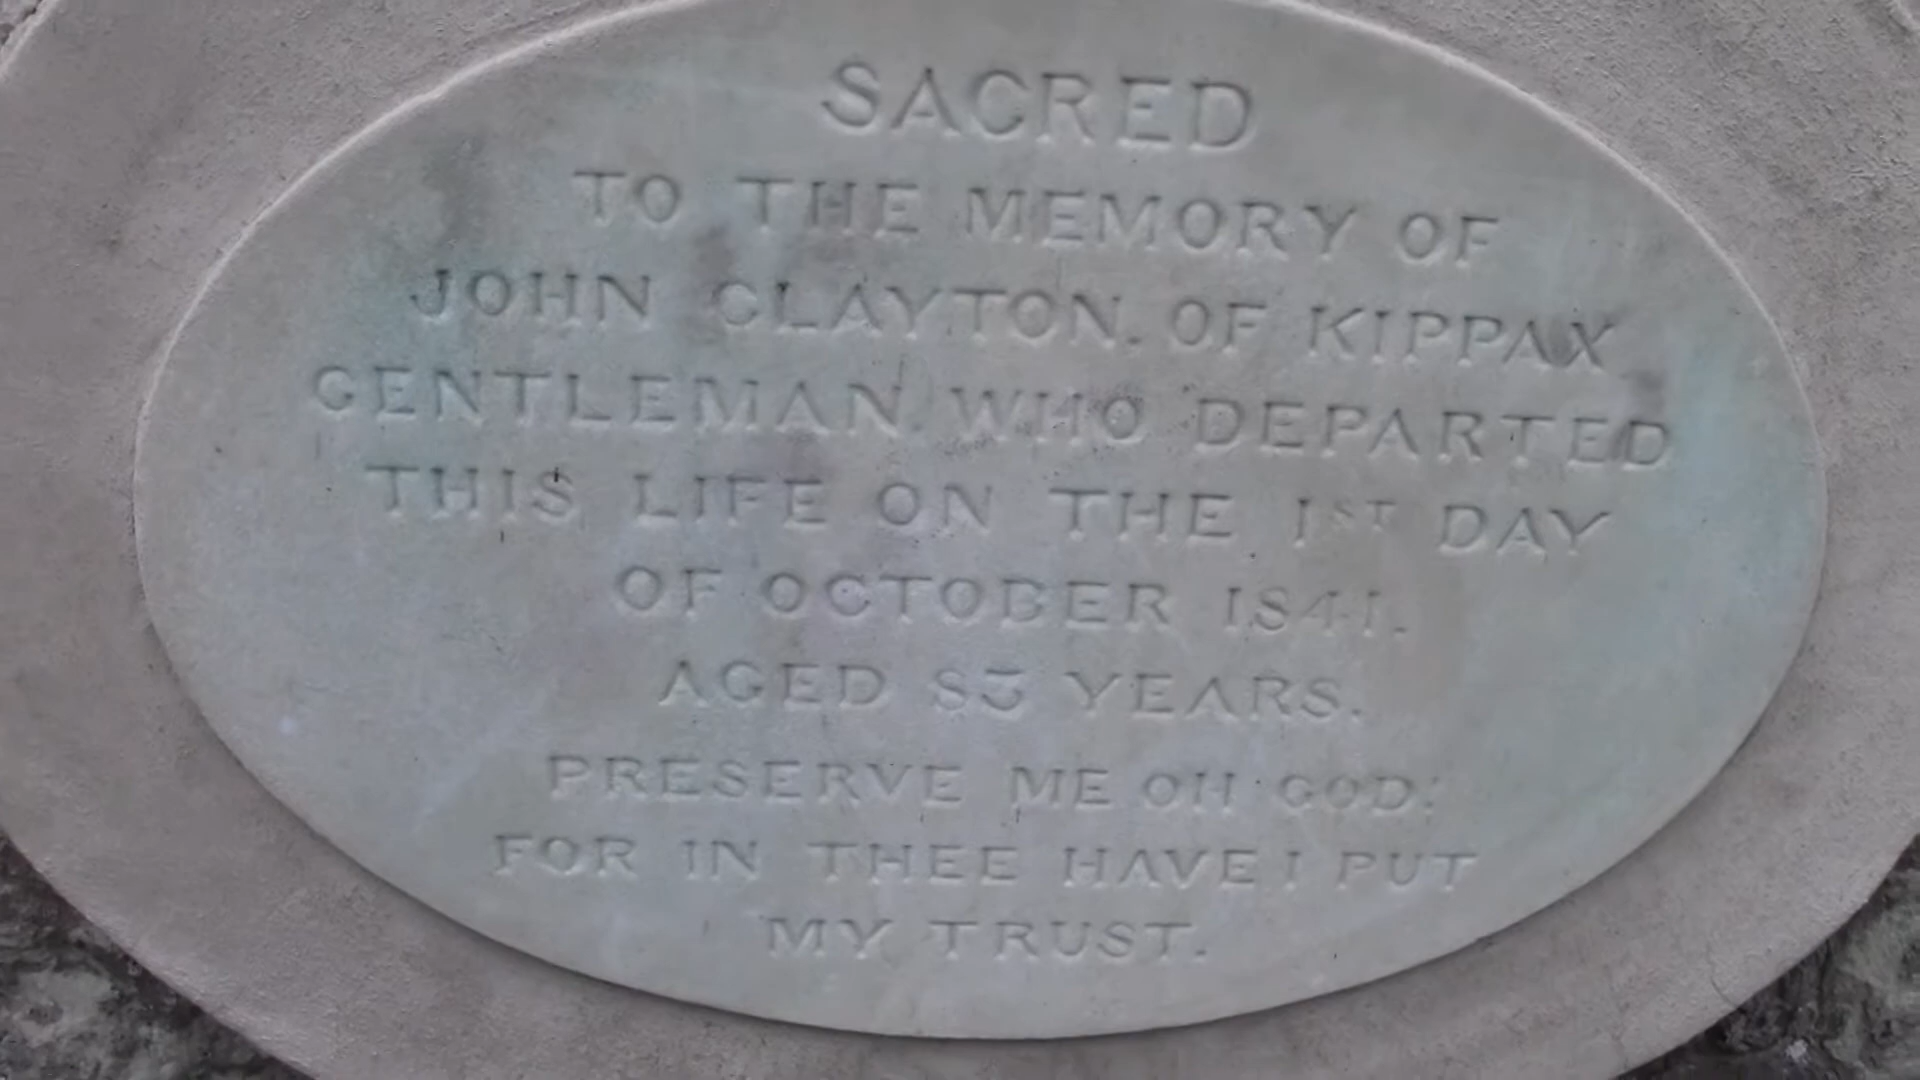 SACRED
TO THE MEMORY OF
JOHN CLAYTON, OF KIPPAX
GENTLEMAN, WHO DEPARTED
THIS LIFE ON THE 1ST DAY
OF OCTOBER 1841.
AGED 83 YEARS.
PRESERVE ME OH GOD:
FOR IN THEE HAVE I PUT
MY TRUST.